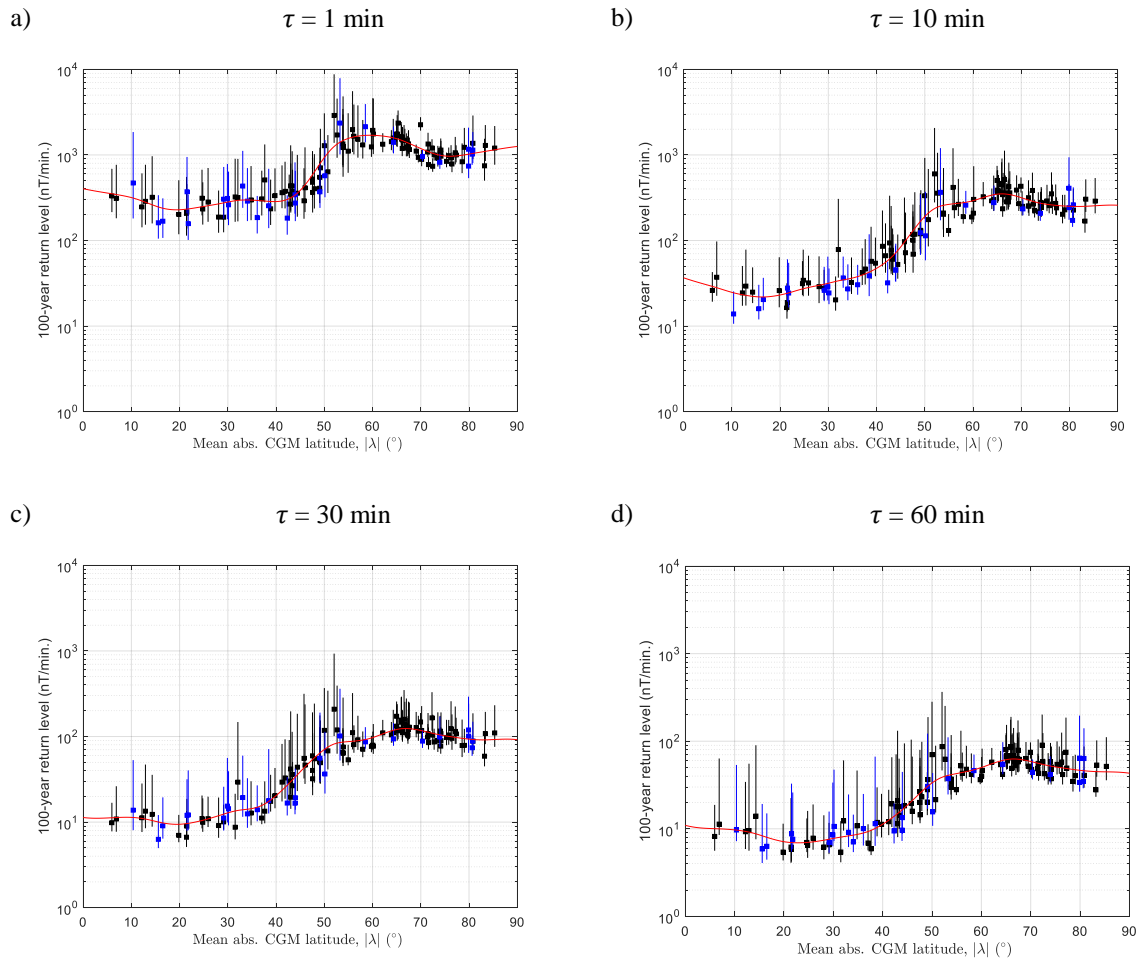 a)
τ = 1 min
b)
τ = 10 min
10^4
10^3
10^2
10^1
10^0
100-year return level (nT/min.)
0 10 20 30 40 50 60 70 80 90
Mean abs. CGM latitude, |λ| (°)
10^4
10^3
10^2
10^1
10^0
100-year return level (nT/min.)
0 10 20 30 40 50 60 70 80 90
Mean abs. CGM latitude, |λ| (°)
c)
τ = 30 min
d)
τ = 60 min
10^4
10^3
10^2
10^1
10^0
100-year return level (nT/min.)
0 10 20 30 40 50 60 70 80 90
Mean abs. CGM latitude, |λ| (°)
10^4
10^3
10^2
10^1
10^0
100-year return level (nT/min.)
0 10 20 30 40 50 60 70 80 90
Mean abs. CGM latitude, |λ| (°)